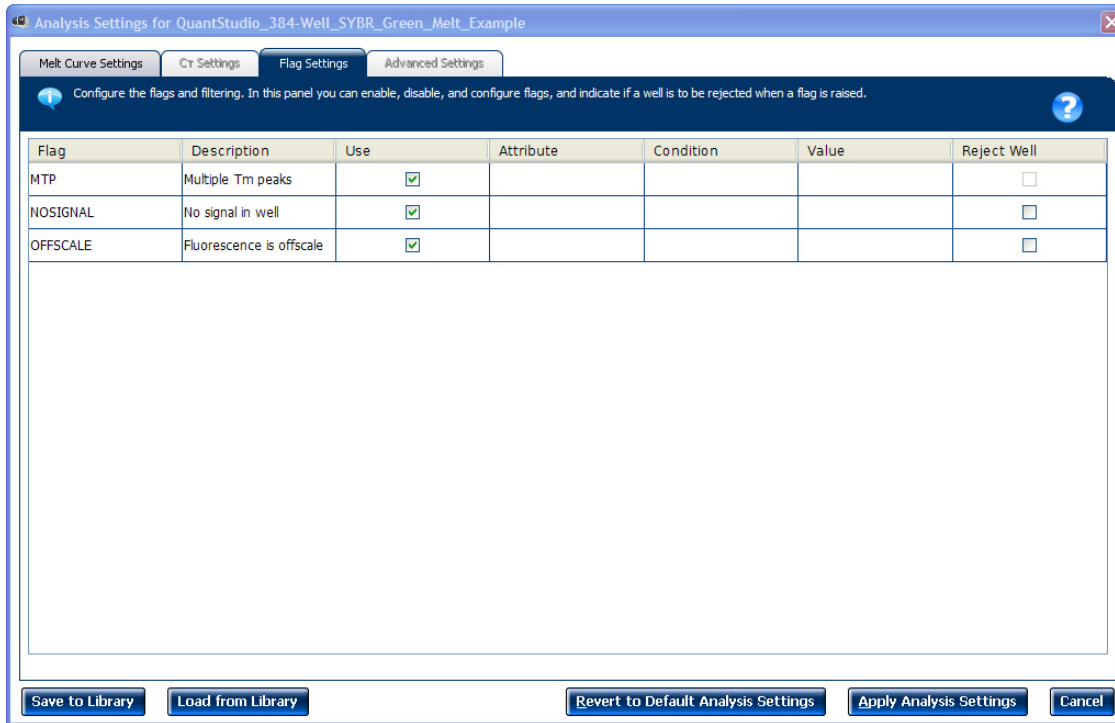 Analysis Settings for QuantStudio_384-Well_SYBR_Green_Melt_Example
Melt Curve Settings
CT Settings
Flag Settings
Advanced Settings
Configure the flags and filtering. In this panel you can enable, disable, and configure flags, and indicate if a well is to be rejected when a flag is raised.
?
Flag Description Use Attribute Condition Value Reject Well
MTP Multiple Tm peaks
NOSIGNAL No signal in well
OFFSCALE Fluorescence is offscale
Save to Library Load from Library Revert to Default Analysis Settings Apply Analysis Settings Cancel